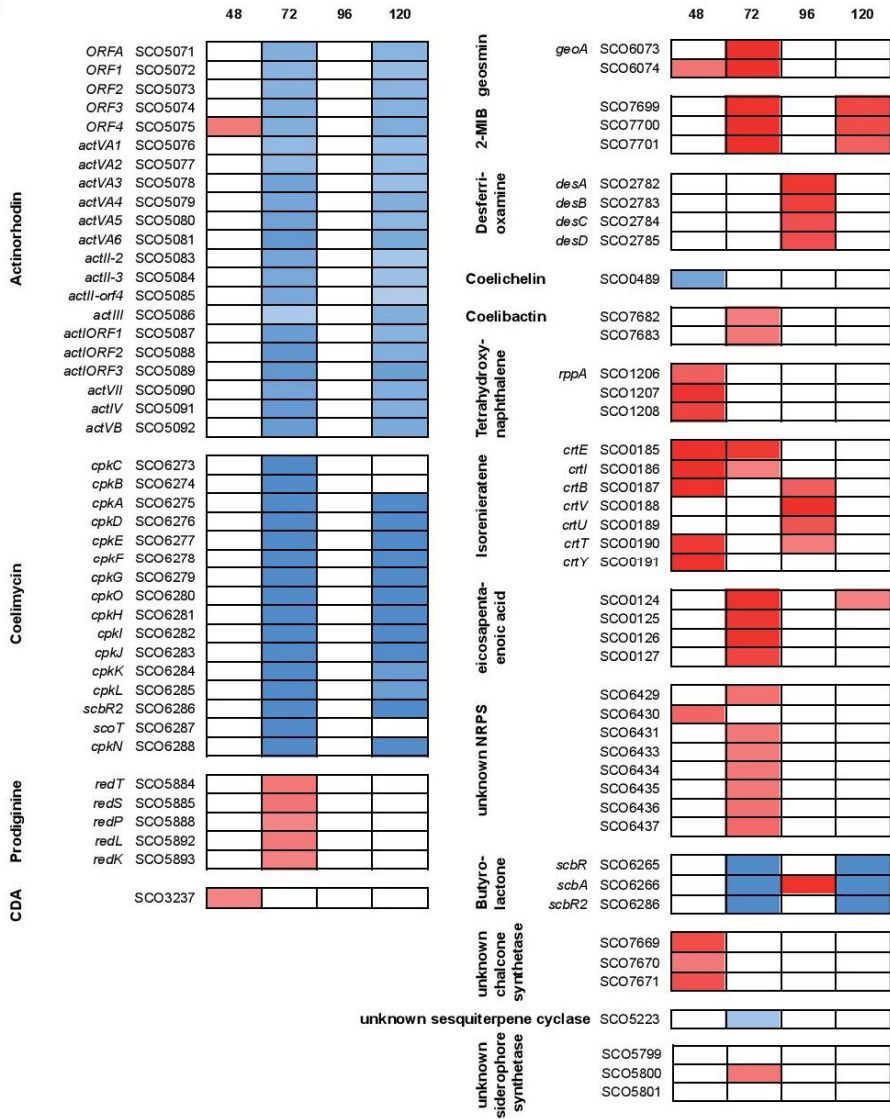 48 72 96 120
Actinorhodin
ORFA SCO5071
ORF1 SCO5072
ORF2 SCO5073
ORF3 SCO5074
ORF4 SCO5075
actVA1 SCO5076
actVA2 SCO5077
actVA3 SCO5078
actVA4 SCO5079
actVA5 SCO5080
actVA6 SCO5081
actII-2 SCO5083
actII-3 SCO5084
actII-orf4 SCO5085
actIII SCO5086
actIORF1 SCO5087
actIORF2 SCO5088
actIORF3 SCO5089
actVII SCO5090
actIV SCO5091
actVB SCO5092
Coelimycin
cpkC SCO6273
cpkB SCO6274
cpkA SCO6275
cpkD SCO6276
cpkE SCO6277
cpkF SCO6278
cpkG SCO6279
cpkO SCO6280
cpkH SCO6281
cpkI SCO6282
cpkJ SCO6283
cpkK SCO6284
cpkL SCO6285
scbR2 SCO6286
scoT SCO6287
cpkN SCO6288
Prodiginine
redT SCO5884
redS SCO5885
redP SCO5888
redL SCO5892
redK SCO5893
CDA
SCO3237
48 72 96 120
geosmin
geoA SCO6073
SCO6074
2-MIB
SCO7699
SCO7700
SCO7701
Desferri-
oxamine
desA SCO2782
desB SCO2783
desC SCO2784
desD SCO2785
Coelichelin SCO0489
Coelibactin SCO7682
SCO7683
Tetrahydroxy-
naphthalene
rppA SCO1206
SCO1207
SCO1208
Isorenieratene
crtE SCO0185
crtI SCO0186
crtB SCO0187
crtV SCO0188
crtU SCO0189
crtT SCO0190
crtY SCO0191
eicosapenta-
enoic acid
SCO0124
SCO0125
SCO0126
SCO0127
unknown NRPS
SCO6429
SCO6430
SCO6431
SCO6433
SCO6434
SCO6435
SCO6436
SCO6437
Butyro-
lactone
scbR SCO6265
scbA SCO6266
scbR2 SCO6286
unknown
chalcone
synthetase
SCO7669
SCO7670
SCO7671
unknown sesquiterpene cyclase SCO5223
unknown
siderophore
synthetase
SCO5799
SCO5800
SCO5801